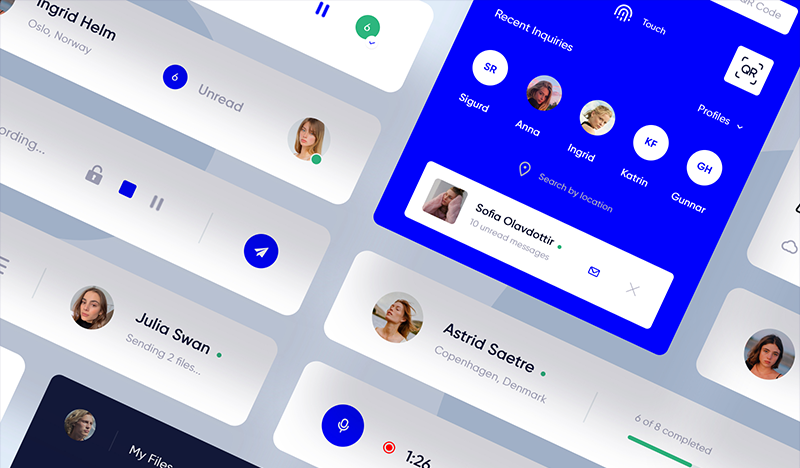 Ingrid Helm
Oslo, Norway
6
6
Unread
ording...
Julia Swan
Sending 2 files...
My Files
QR Code
Touch
Recent Inquiries
QR
Profiles
SR
KF
GH
Sigurd
Anna
Ingrid
Katrin
Gunnar
Search by location
Sofia Olavdottir
10 unread messages
Astrid Saetre
Copenhagen, Denmark
6 of 8 completed
1:26